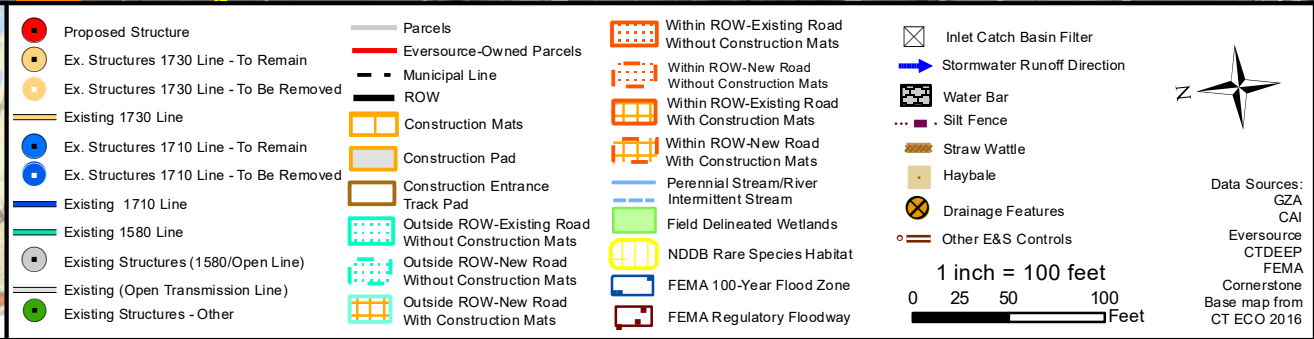 Proposed Structure
Ex. Structures 1730 Line - To Remain
Ex. Structures 1730 Line - To Be Removed
Existing 1730 Line
Ex. Structures 1710 Line - To Remain
Ex. Structures 1710 Line - To Be Removed
Existing 1710 Line
Existing 1580 Line
Existing Structures (1580/Open Line)
Existing (Open Transmission Line)
Existing Structures - Other
Parcels
Eversource-Owned Parcels
Municipal Line
ROW
Construction Mats
Construction Pad
Construction Entrance
Track Pad
Outside ROW-Existing Road
Without Construction Mats
Outside ROW-New Road
Without Construction Mats
Outside ROW-New Road
With Construction Mats
Within ROW-Existing Road
Without Construction Mats
Within ROW-New Road
Without Construction Mats
Within ROW-Existing Road
With Construction Mats
Within ROW-New Road
With Construction Mats
Perennial Stream/River
Intermittent Stream
Field Delineated Wetlands
NDDB Rare Species Habitat
FEMA 100-Year Flood Zone
FEMA Regulatory Floodway
Inlet Catch Basin Filter
Stormwater Runoff Direction
Water Bar
Silt Fence
Straw Wattle
Haybale
Drainage Features
Other E&S Controls
1 inch = 100 feet
0 25 50 100
Feet
N
Data Sources:
GZA
CAI
Eversource
CTDEEP
FEMA
Cornerstone
Base map from
CT ECO 2016